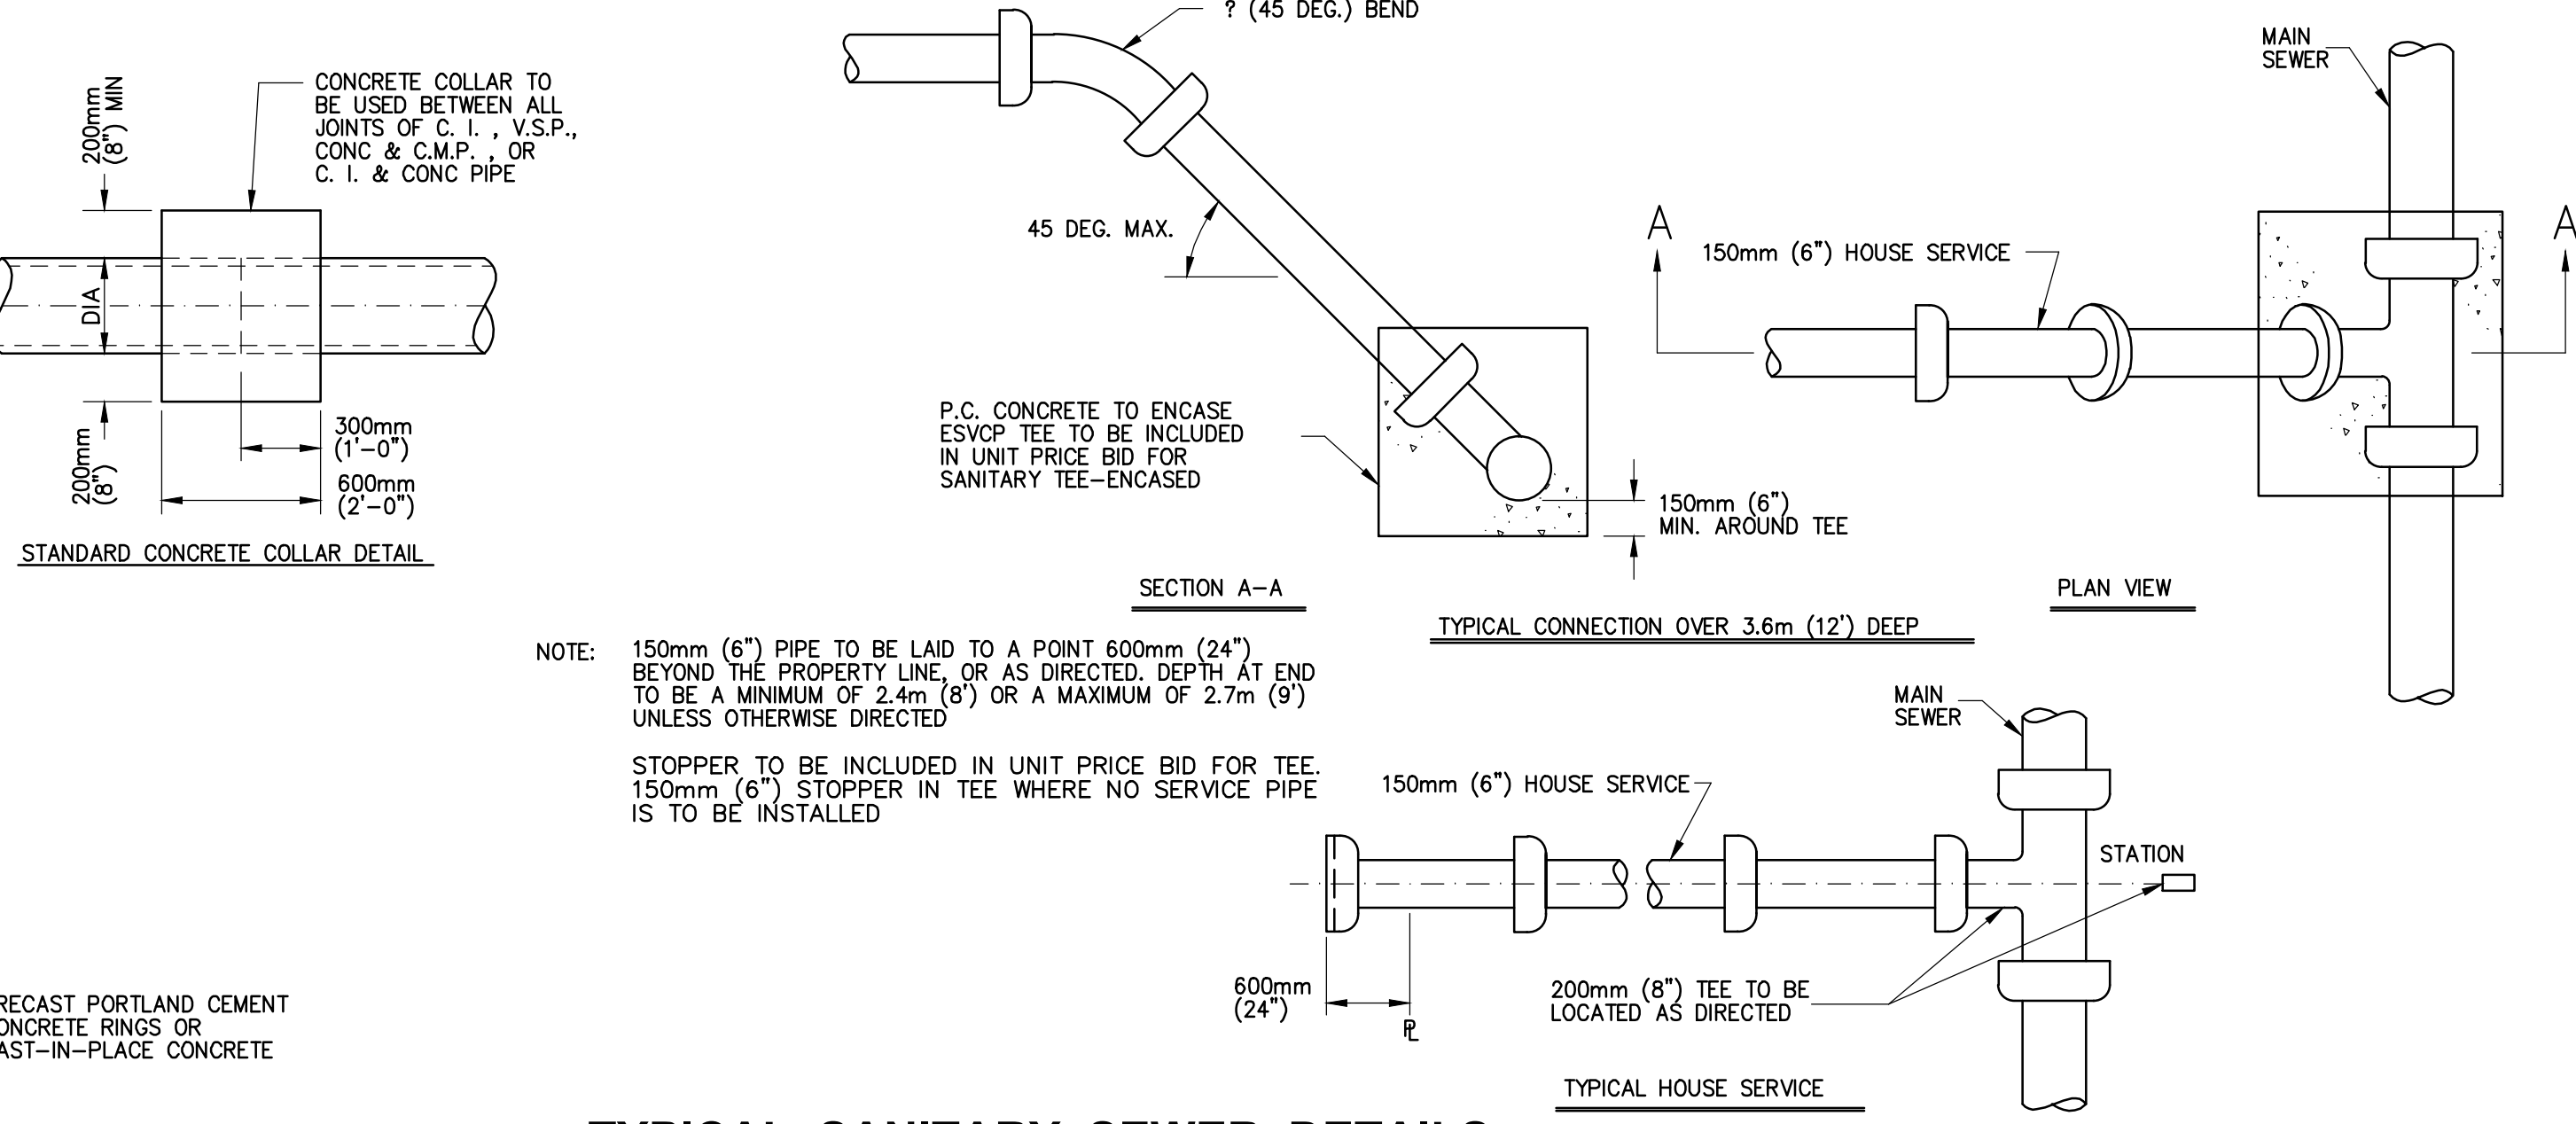 ? (45 DEG.) BEND
MAIN
SEWER
200mm
(8") MIN
CONCRETE COLLAR TO
BE USED BETWEEN ALL
JOINTS OF C. I. , V.S.P.,
CONC & C.M.P. , OR
C. I. & CONC PIPE
DIA
200mm
(8")
300mm
(1'-0")
600mm
(2'-0")
STANDARD CONCRETE COLLAR DETAIL
45 DEG. MAX.
P.C. CONCRETE TO ENCASE
ESVCP TEE TO BE INCLUDED
IN UNIT PRICE BID FOR
SANITARY TEE-ENCASED
150mm (6")
MIN. AROUND TEE
SECTION A-A
A
A
150mm (6") HOUSE SERVICE
PLAN VIEW
TYPICAL CONNECTION OVER 3.6m (12') DEEP
NOTE:
150mm (6") PIPE TO BE LAID TO A POINT 600mm (24")
BEYOND THE PROPERTY LINE, OR AS DIRECTED. DEPTH AT END
TO BE A MINIMUM OF 2.4m (8') OR A MAXIMUM OF 2.7m (9')
UNLESS OTHERWISE DIRECTED
STOPPER TO BE INCLUDED IN UNIT PRICE BID FOR TEE.
150mm (6") STOPPER IN TEE WHERE NO SERVICE PIPE
IS TO BE INSTALLED
MAIN
SEWER
150mm (6") HOUSE SERVICE
STATION
600mm
(24")
PL
200mm (8") TEE TO BE
LOCATED AS DIRECTED
TYPICAL HOUSE SERVICE
RECAST PORTLAND CEMENT
ONCRETE RINGS OR
AST-IN-PLACE CONCRETE
TYPICAL SANITARY SEWER DETAILS